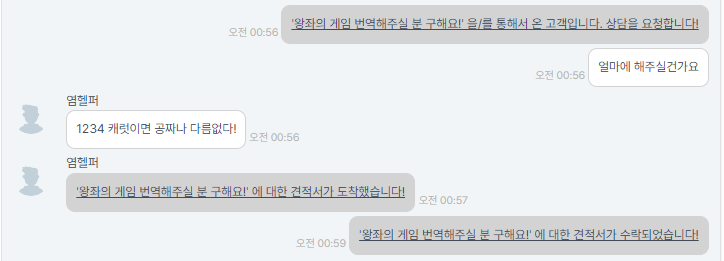 '왕좌의 게임 번역해주실 분 구해요!' 을/를 통해서 온 고객입니다. 상담을 요청합니다!
오전 00:56
얼마에 해주실건가요
오전 00:56
염헬퍼
1234 캐럿이면 공짜나 다름없다!
오전 00:56
염헬퍼
'왕좌의 게임 번역해주실 분 구해요!' 에 대한 견적서가 도착했습니다!
오전 00:57
'왕좌의 게임 번역해주실 분 구해요!' 에 대한 견적서가 수락되었습니다!
오전 00:59